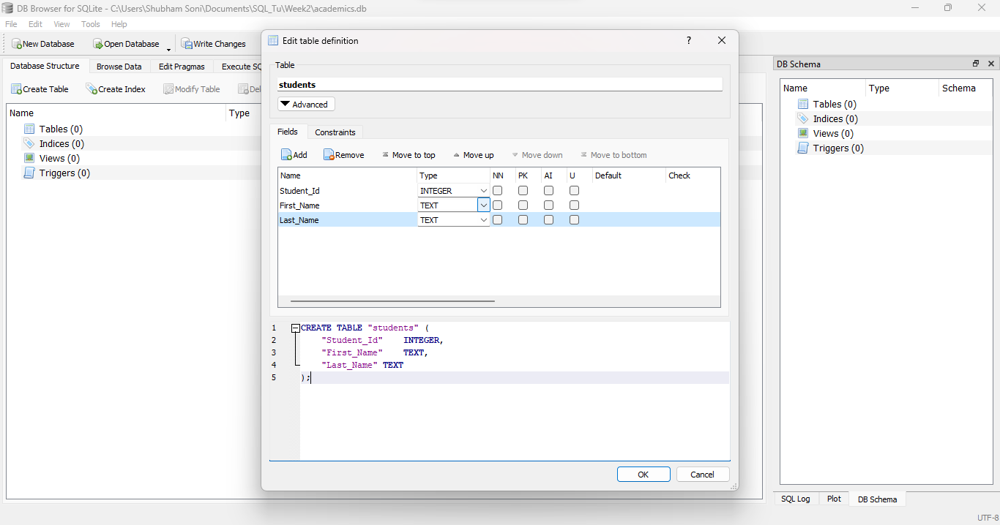 DB Browser for SQLite - C:\Users\Shubham Soni\Documents\SQL_Tu\Week2\academics.db
File Edit View Tools Help
New Database Open Database Write Changes
Database Structure Browse Data Edit Pragmas Execute SQ
Create Table Create Index Modify Table Del
Name Type
Tables (0)
Indices (0)
Views (0)
Triggers (0)
Edit table definition ?
Table
students
Advanced
Fields Constraints
Add Remove Move to top Move up Move down Move to bottom
Name Type NN PK AI U Default Check
Student_Id INTEGER
First_Name TEXT
Last_Name TEXT
1 CREATE TABLE "students" (
2 "Student_Id" INTEGER,
3 "First_Name" TEXT,
4 "Last_Name" TEXT
5 );
OK Cancel
DB Schema
Name Type Schema
Tables (0)
Indices (0)
Views (0)
Triggers (0)
SQL Log Plot DB Schema
UTF-8